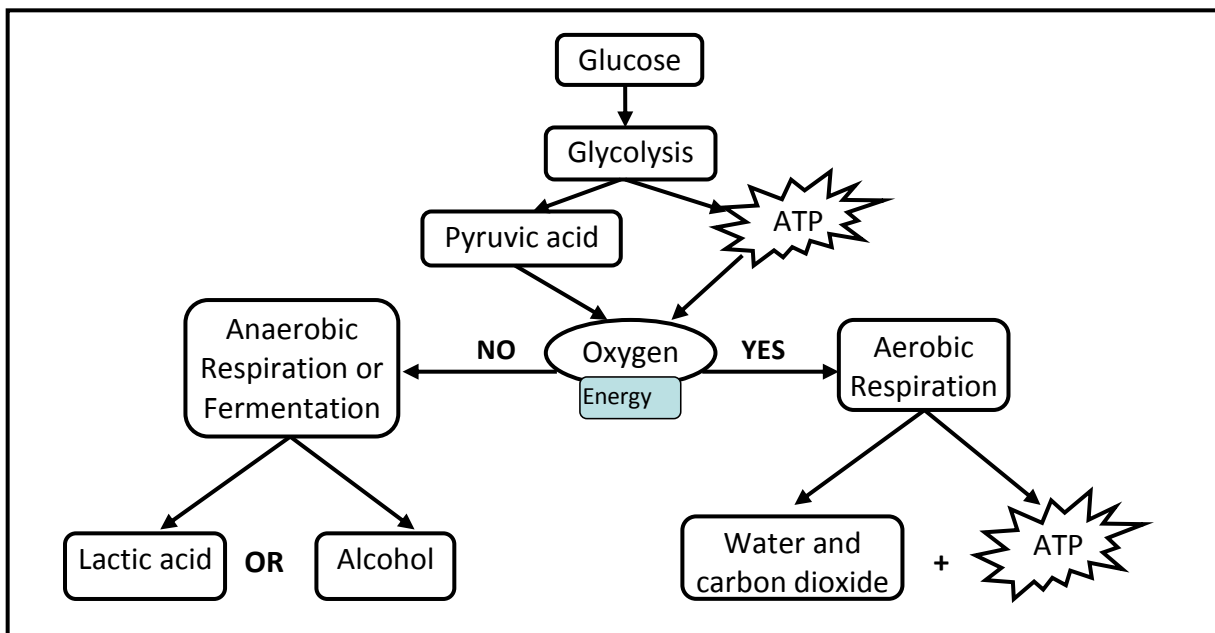 Glucose
Glycolysis
Pyruvic acid
ATP
Anaerobic
Respiration or
Fermentation
NO
Oxygen
YES
Energy
Aerobic
Respiration
Lactic acid
OR
Alcohol
Water and
carbon dioxide
+
ATP